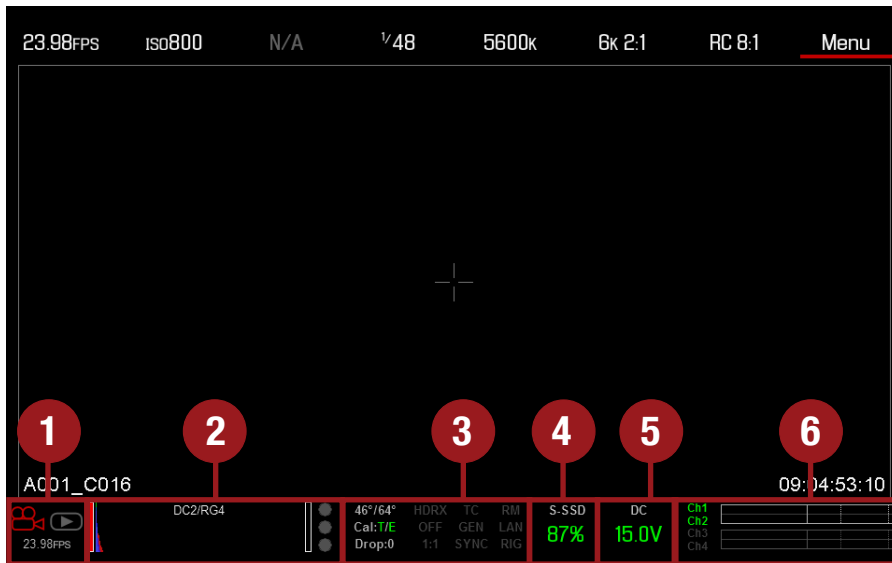 23.98FPS ISO800 N/A 1/48 5600K 6K 2:1 RC 8:1 Menu
1 2 3 4 5 6
A001_C016 09:04:53:10
DC2/RG4 46°/64° HDRX TC RM S-SSD DC Ch1
Cal:T/E OFF GEN LAN 87% 15.0V Ch2
23.98FPS Drop:0 1:1 SYNC RIG Ch3
Ch4